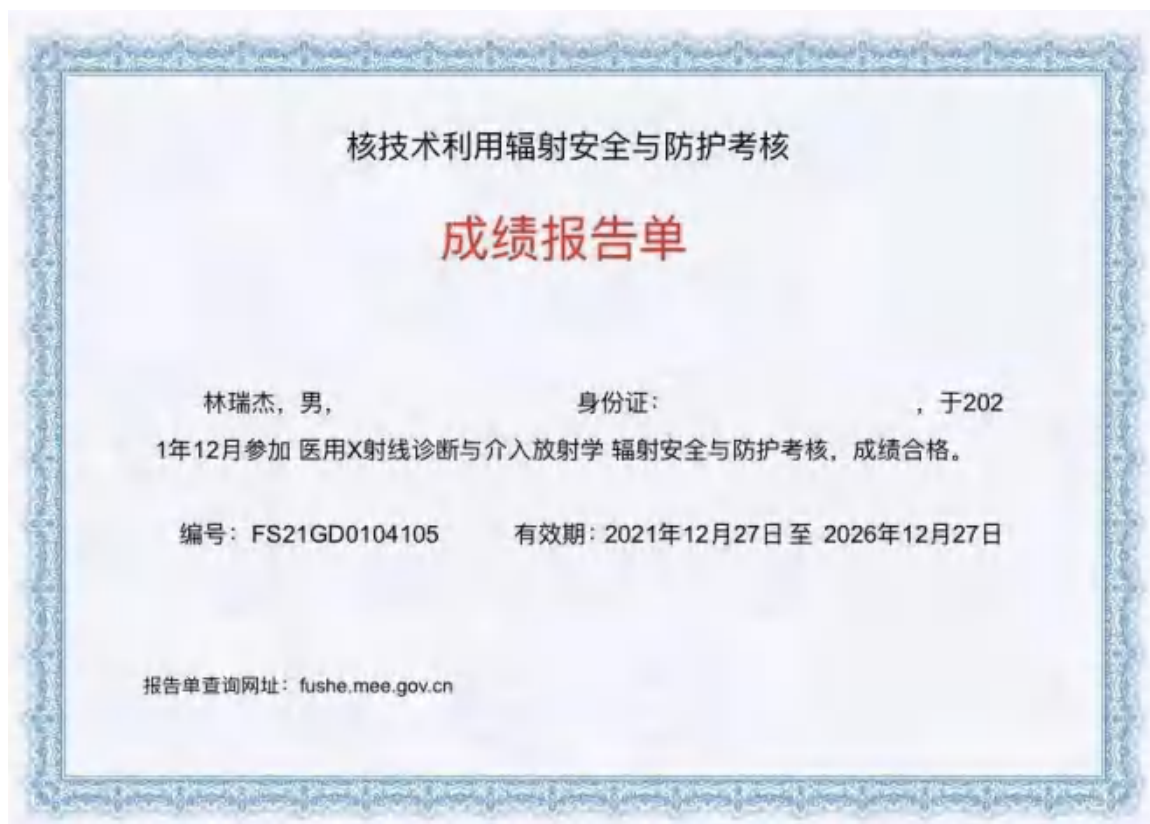 核技术利用辐射安全与防护考核
成绩报告单
林瑞杰，男，	身份证：	，于202
1年12月参加 医用X射线诊断与介入放射学 辐射安全与防护考核，成绩合格。
编号：FS21GD0104105	有效期：2021年12月27日 至 2026年12月27日
报告单查询网址：fushe.mee.gov.cn